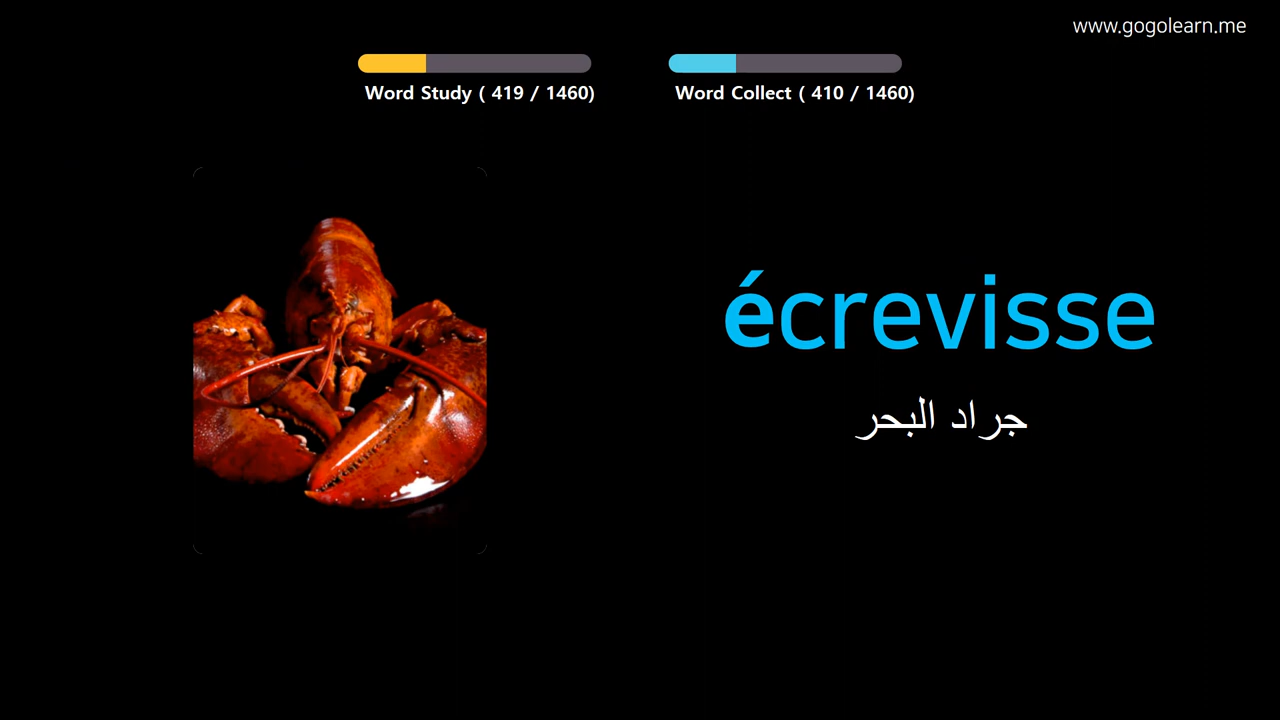 www.gogolearn.me
Word Study ( 419 / 1460)
Word Collect ( 410 / 1460)
écrevisse
جراد البحر